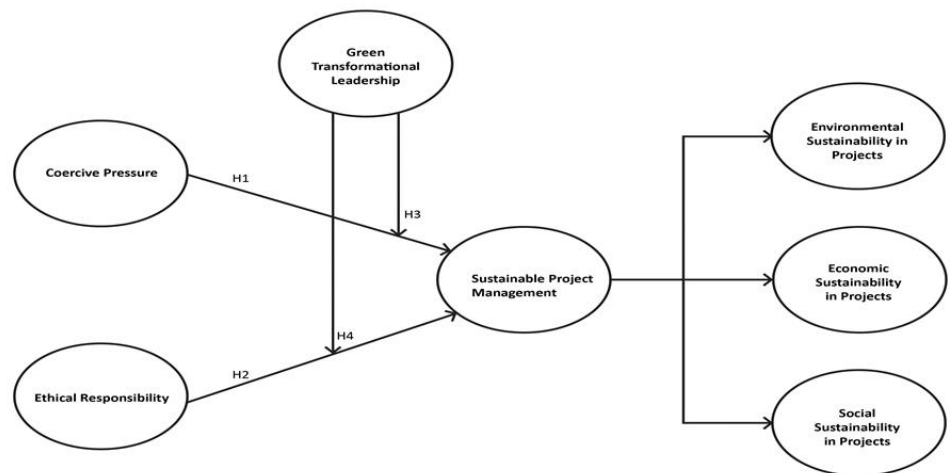 Green
Transformational
Leadership
Environmental
Sustainability in
Projects
Coercive Pressure
H1
H3
Sustainable Project
Management
Economic
Sustainability
in Projects
H4
H2
Ethical Responsibility
Social
Sustainability
in Projects